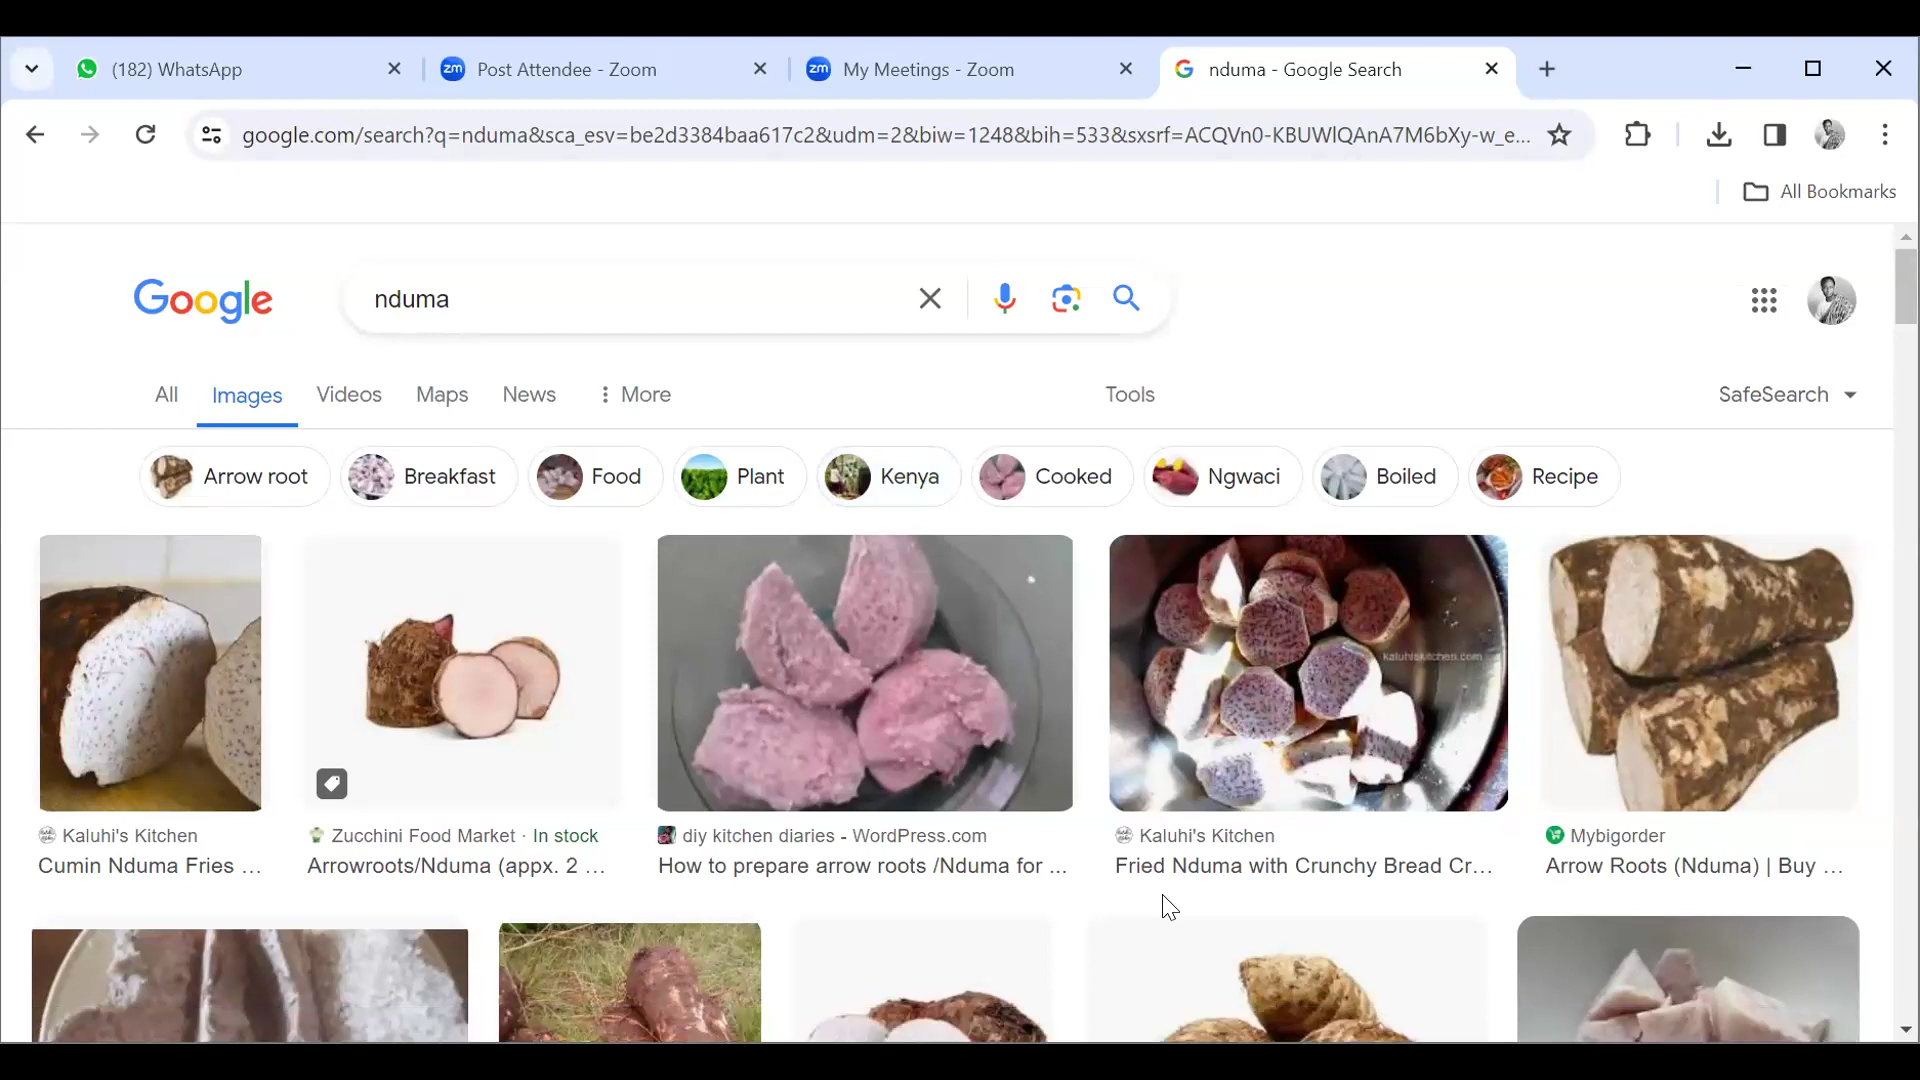 (182) WhatsApp
Post Attendee - Zoom
My Meetings - Zoom
nduma - Google Search
google.com/search?q=nduma&sca_esv=be2d3384baa617c2&udm=2&biw=1248&bih=533&sxsrf=ACQVn0-KBUWlQAnA7M6bXy-w_e...
All Bookmarks
Google
nduma
All
Images
Videos
Maps
News
More
Tools
SafeSearch
Arrow root
Breakfast
Food
Plant
Kenya
Cooked
Ngwaci
Boiled
Recipe
kaluhiskitchen.com
Kaluhi's Kitchen
Cumin Nduma Fries ...
Zucchini Food Market · In stock
Arrowroots/Nduma (appx. 2 ...
diy kitchen diaries - WordPress.com
How to prepare arrow roots /Nduma for ...
Kaluhi's Kitchen
Fried Nduma with Crunchy Bread Cr...
Mybigorder
Arrow Roots (Nduma) | Buy ...